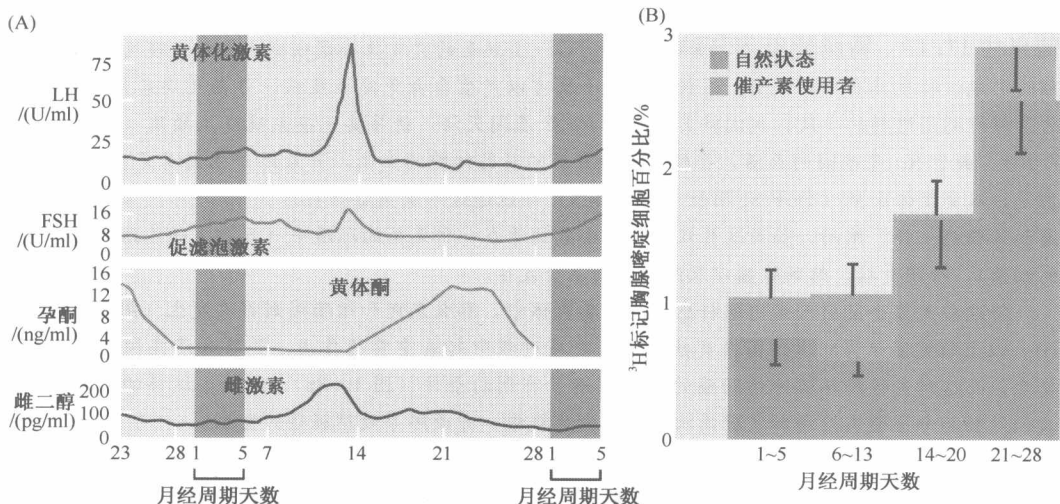 (A)
黄体化激素
75
LH
/(U/ml)
50
25
0
16
FSH
/(U/ml)
8
0
促滤泡激素
16
黄体酮
12
孕酮
/(ng/ml)
8
4
0
雌激素
200
雌二醇
/(pg/ml)
100
0
23 28 1 5 7 14 21 28 1 5
月经周期天数 月经周期天数
(B)
3
自然状态
催产素使用者
2
³H标记胸腺嘧啶细胞百分比/%
1
0
1~5 6~13 14~20 21~28
月经周期天数